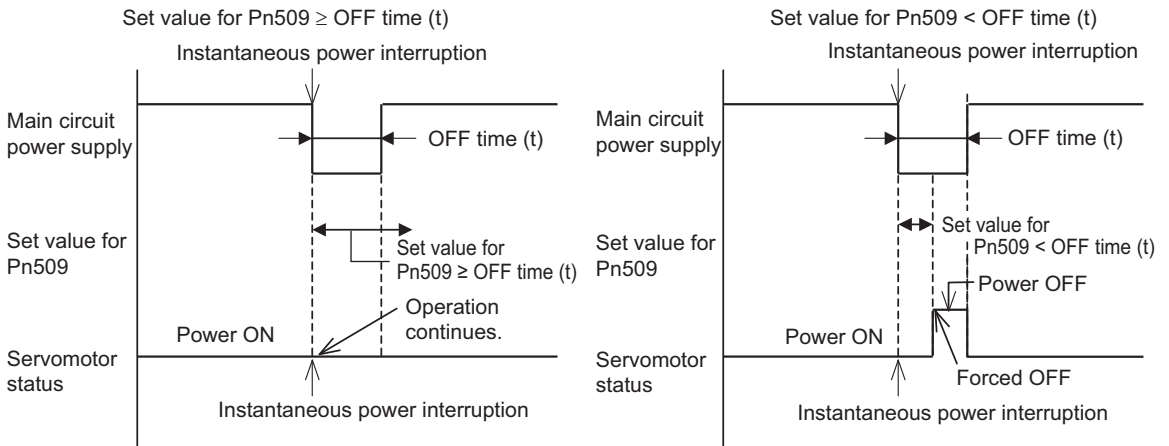 Set value for Pn509 ≥ OFF time (t)
Instantaneous power interruption
Main circuit
power supply
OFF time (t)
Set value for
Pn509
Set value for
Pn509 ≥ OFF time (t)
Operation
continues.
Power ON
Servomotor
status
Instantaneous power interruption
Set value for Pn509 < OFF time (t)
Instantaneous power interruption
Main circuit
power supply
OFF time (t)
Set value for
Pn509
Set value for
Pn509 < OFF time (t)
Power OFF
Power ON
Servomotor
status
Forced OFF
Instantaneous power interruption